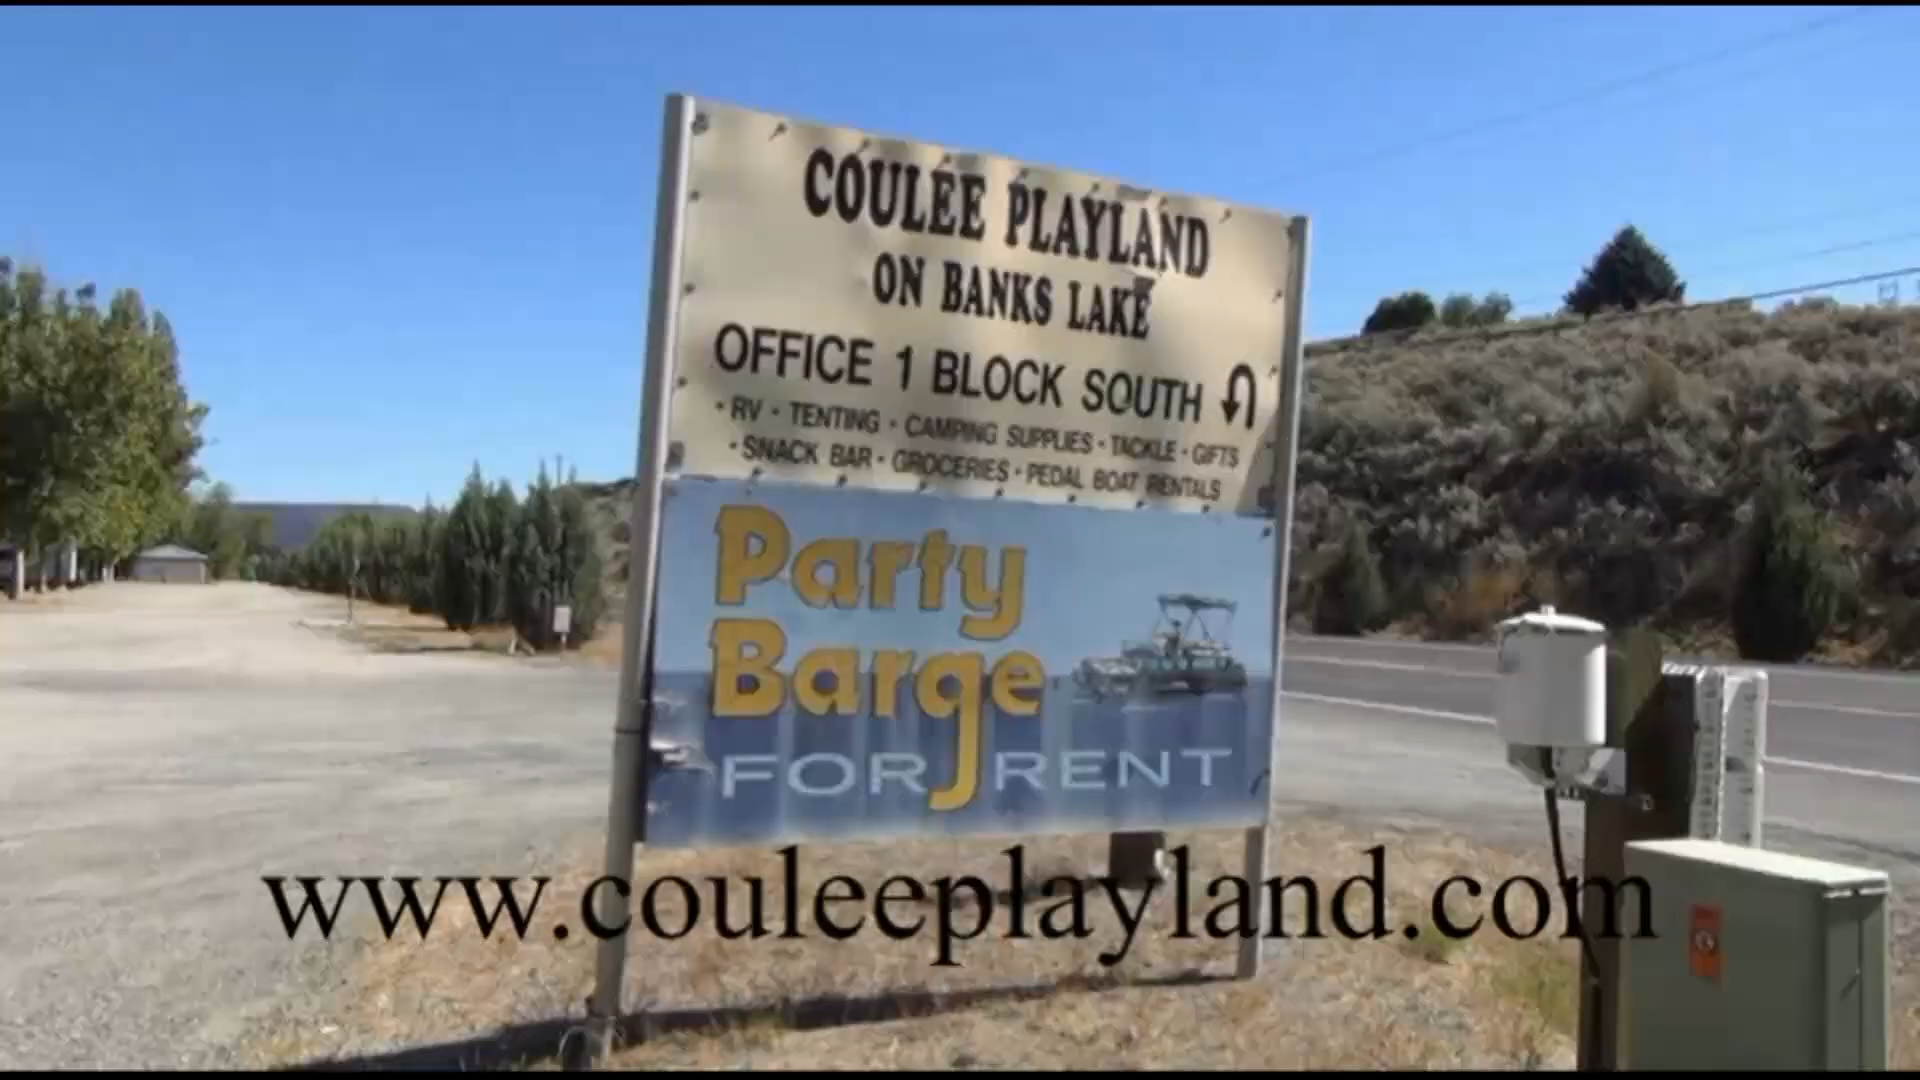 COULEE PLAYLAND
ON BANKS LAKE
OFFICE 1 BLOCK SOUTH
• RV • TENTING • CAMPING SUPPLIES • TACKLE • GIFTS
• SNACK BAR • GROCERIES • PEDAL BOAT RENTALS
Party
Barge
FOR RENT
www.couleeplayland.com